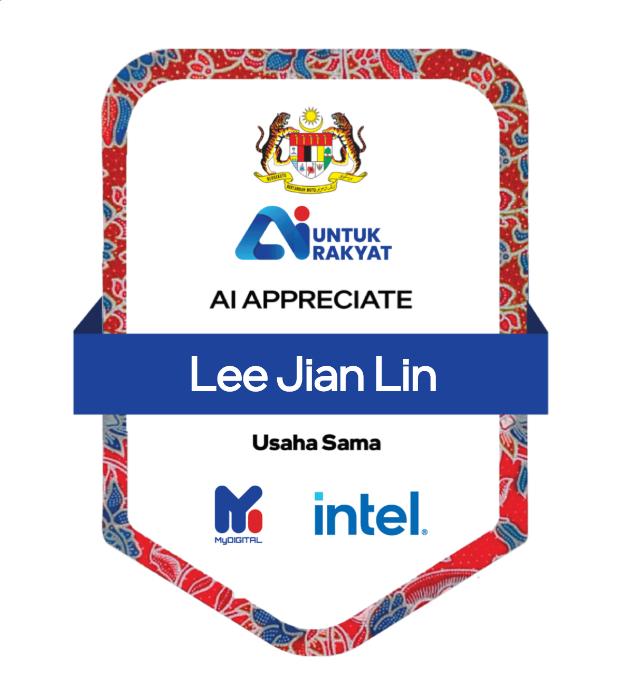 UNTUK
RAKYAT
AI APPRECIATE
Lee Jian Lin
Usaha Sama
MyDIGITAL
intel®